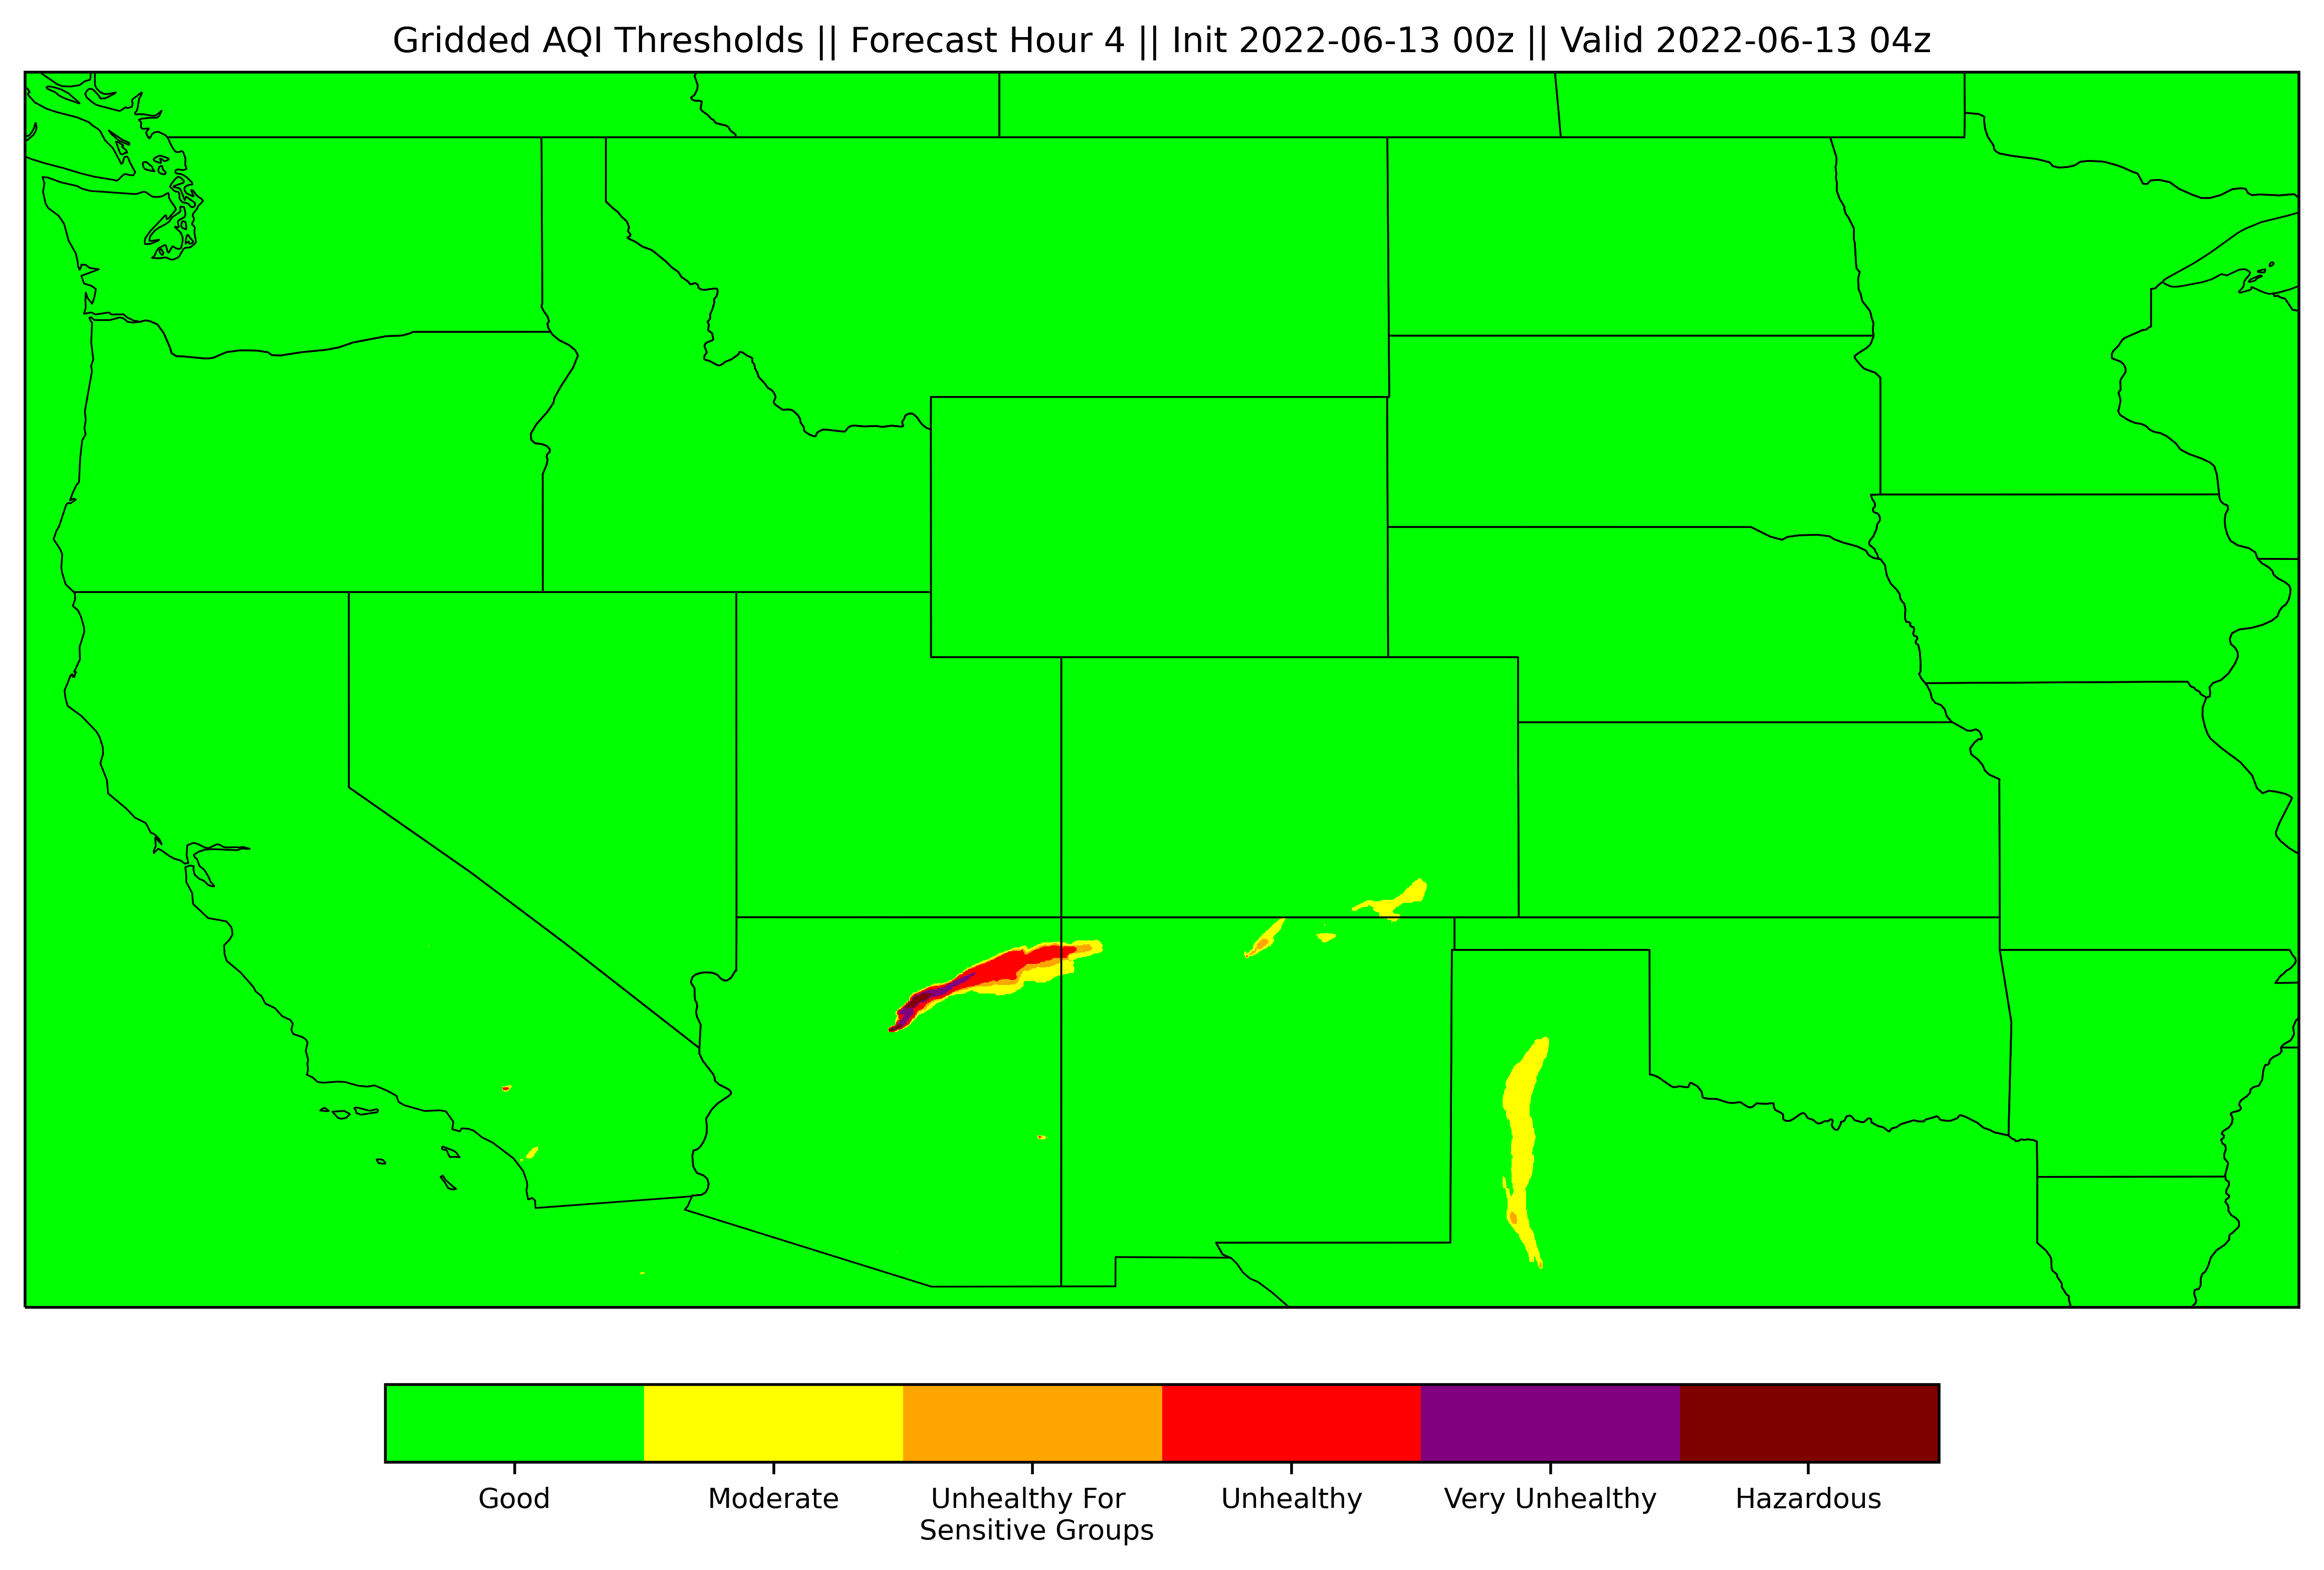 Gridded AQI Thresholds || Forecast Hour 4 || Init 2022-06-13 00z || Valid 2022-06-13 04z
Good
Moderate
Unhealthy For
Sensitive Groups
Unhealthy
Very Unhealthy
Hazardous